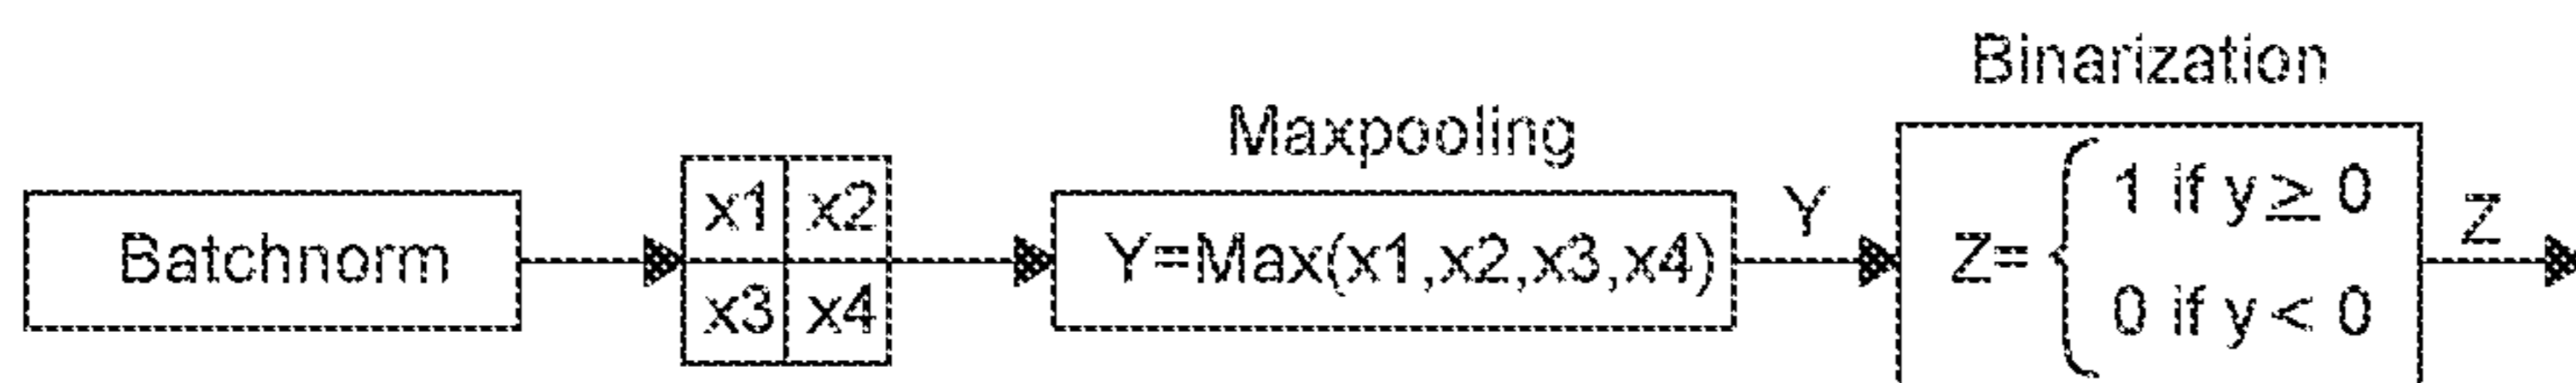 Binarization
Maxpooling
Batchnorm
x1 x2
x3 x4
Y=Max(x1,x2,x3,x4)
Y
Z=
1 if y ≥ 0
0 if y < 0
Z